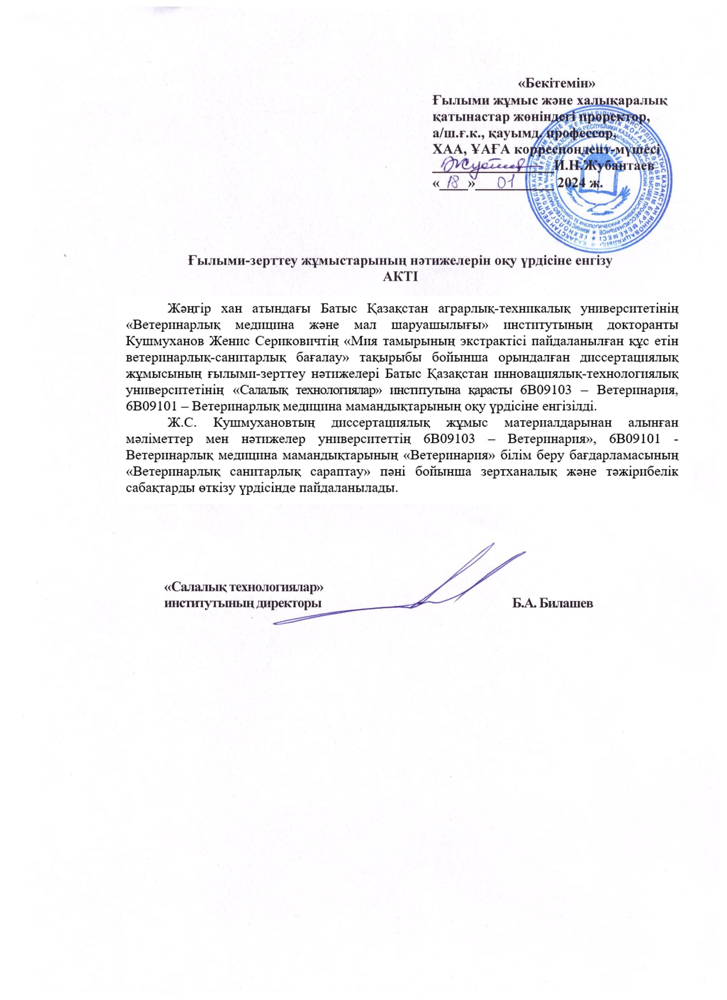 «Бекітемін»
Ғылыми жұмыс және халықаралық
қатынастар жөніндегі проректор,
а/ш.ғ.к., қауымд. профессор,
ХАА, ҰАҒА корреспондент-мүшесі
И.Н.Жубантаев
«18» 01 2024 ж.
Ғылыми-зерттеу жұмыстарының нәтижелерін оқу үрдісіне енгізу
АКТІ
Жәңгір хан атындағы Батыс Қазақстан аграрлық-техникалық университетінің
«Ветеринарлық медицина және мал шаруашылығы» институтының докторанты
Кушмуханов Женис Сериковичтің «Мия тамырының экстрактісі пайдаланылған құс етін
ветеринарлық-санитарлық бағалау» тақырыбы бойынша орындалған диссертациялық
жұмысының ғылыми-зерттеу нәтижелері Батыс Қазақстан инновациялық-технологиялық
университетінің «Салалық технологиялар» институтына қарасты 6В09103 – Ветеринария,
6В09101 – Ветеринарлық медицина мамандықтарының оқу үрдісіне енгізілді.
Ж.С. Кушмухановтың диссертациялық жұмыс материалдарынан алынған
мәліметтер мен нәтижелер университеттің 6В09103 – Ветеринария», 6В09101 -
Ветеринарлық медицина мамандықтарының «Ветеринария» білім беру бағдарламасының
«Ветеринарлық санитарлық сараптау» пәні бойынша зертханалық және тәжірибелік
сабақтарды өткізу үрдісінде пайдаланылады.
«Салалық технологиялар»
институтының директоры Б.А. Билашев